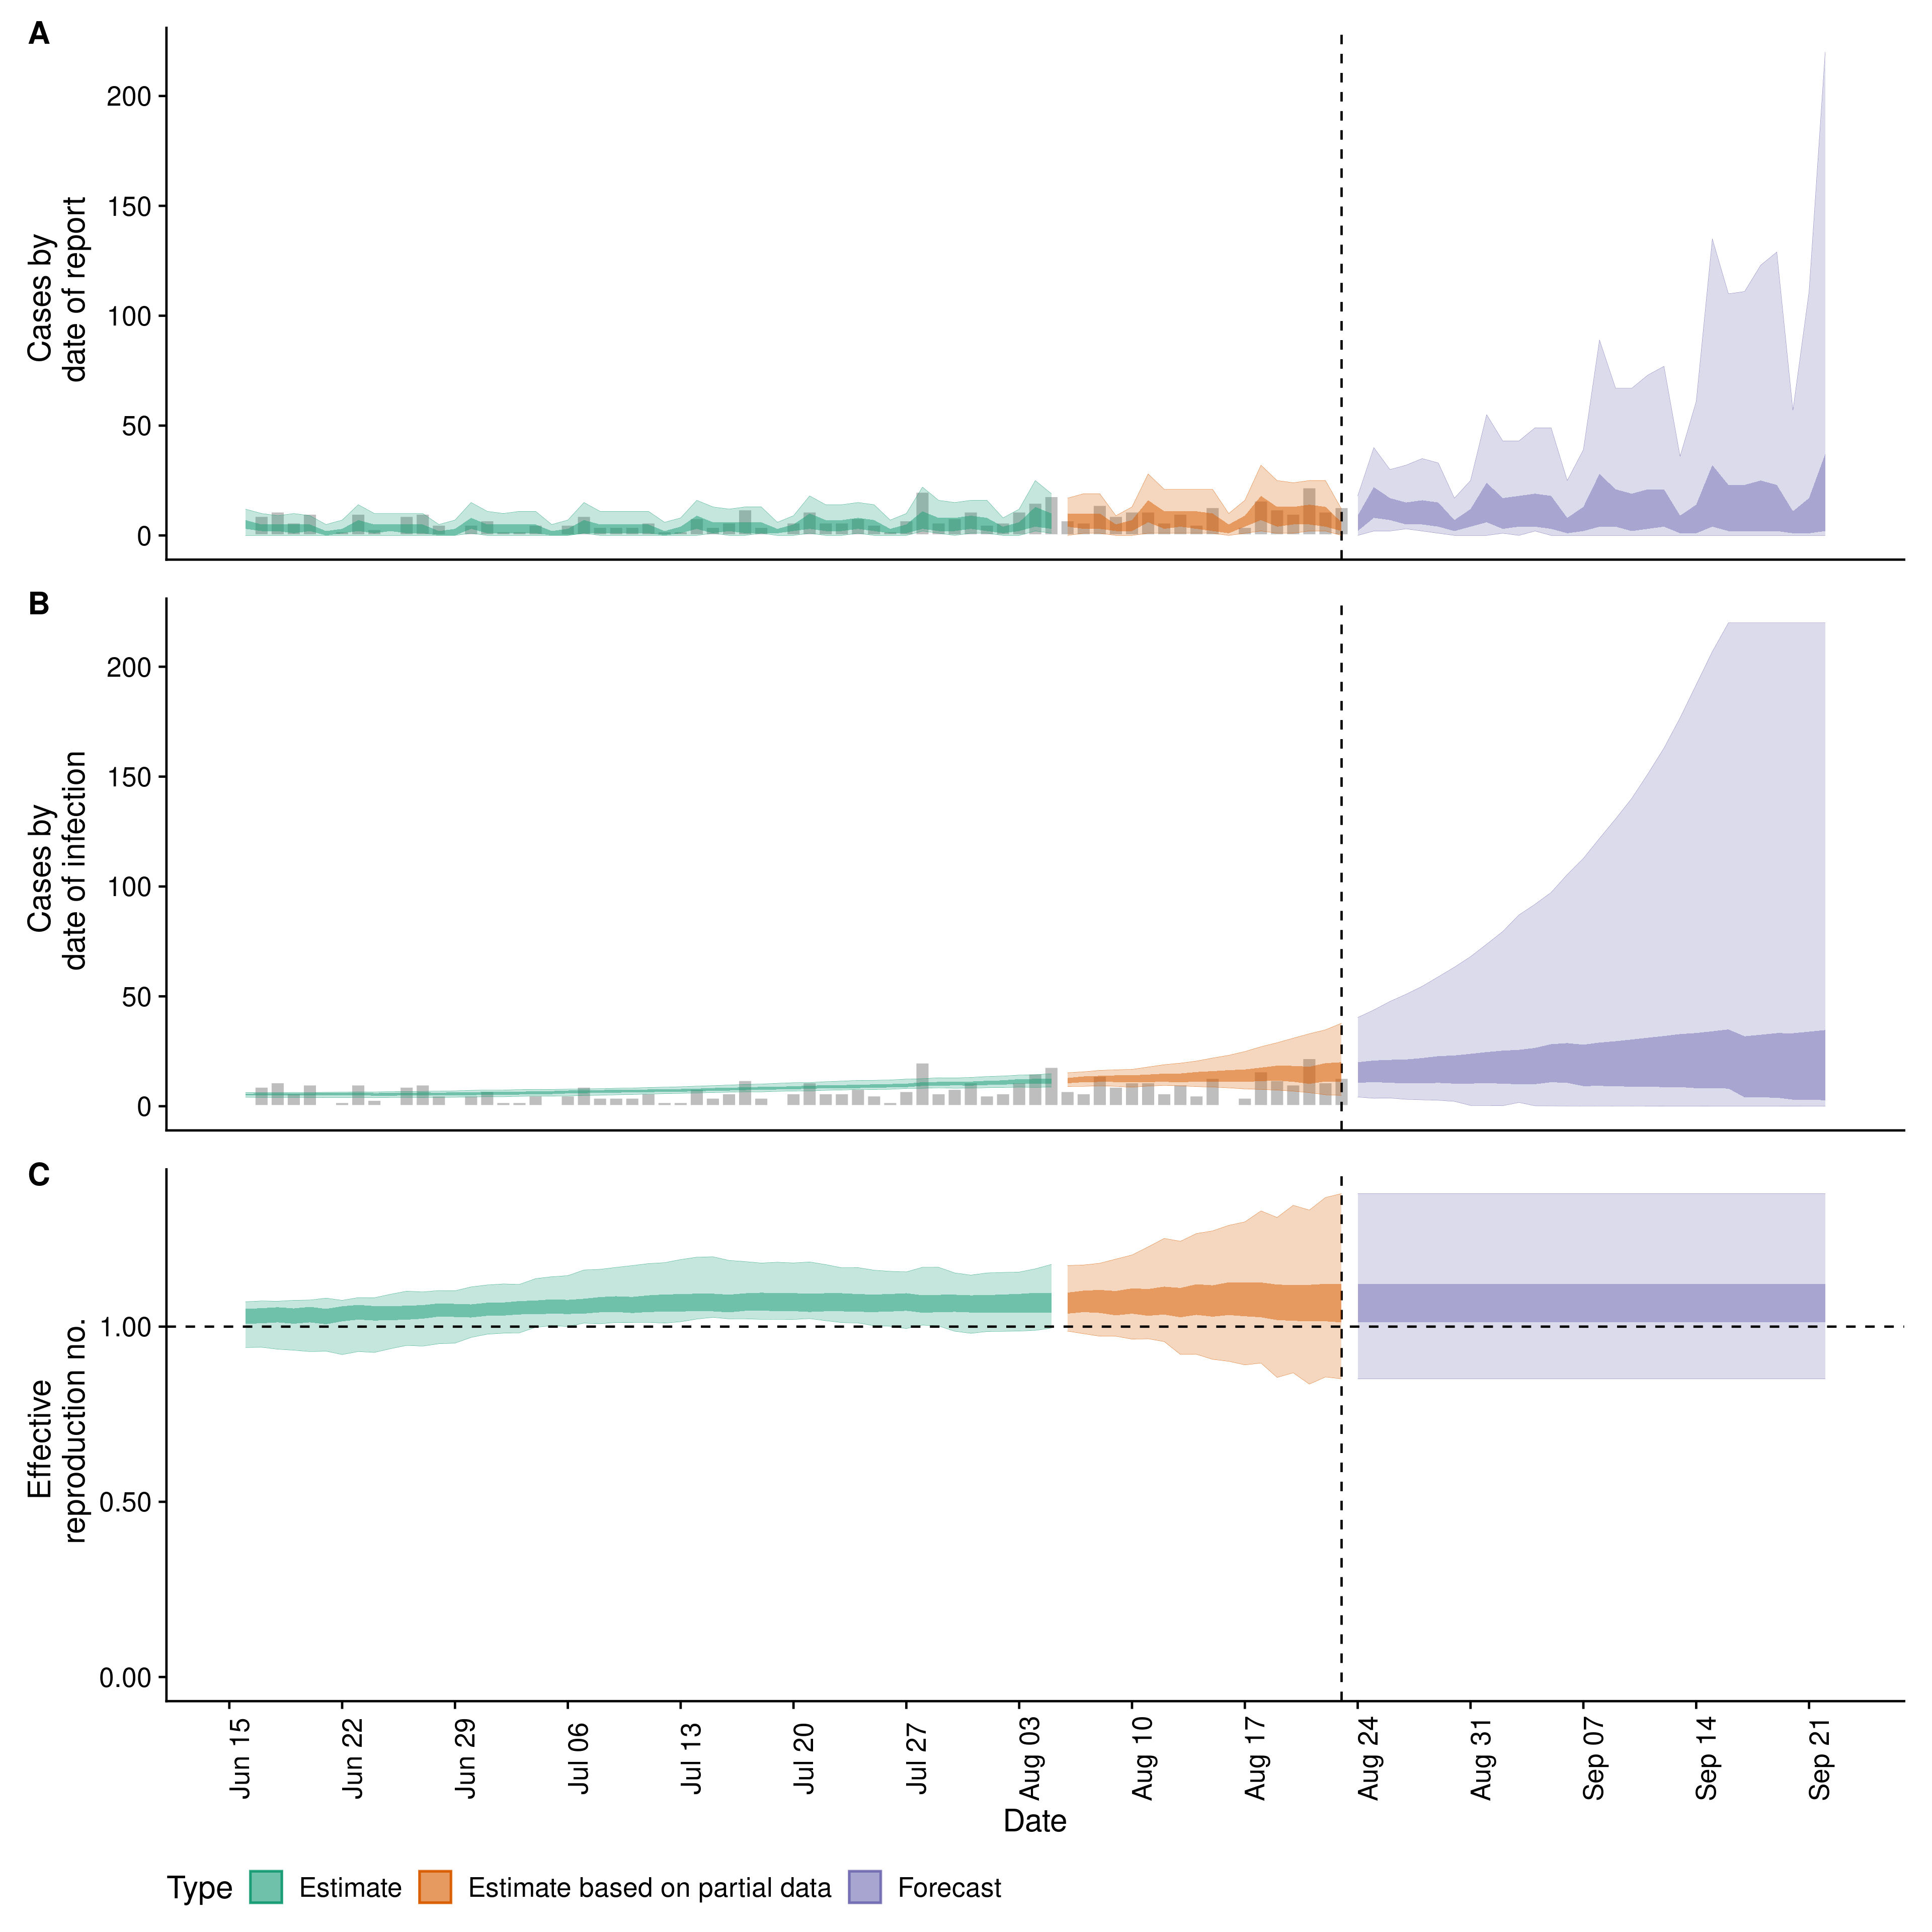 A
Cases by
date of report
200
150
100
50
0
B
Cases by
date of infection
200
150
100
50
0
C
Effective
reproduction no.
1.00
0.50
0.00
Jun 15
Jun 22
Jun 29
Jul 06
Jul 13
Jul 20
Jul 27
Aug 03
Aug 10
Aug 17
Aug 24
Aug 31
Sep 07
Sep 14
Sep 21
Date
Type Estimate Estimate based on partial data Forecast